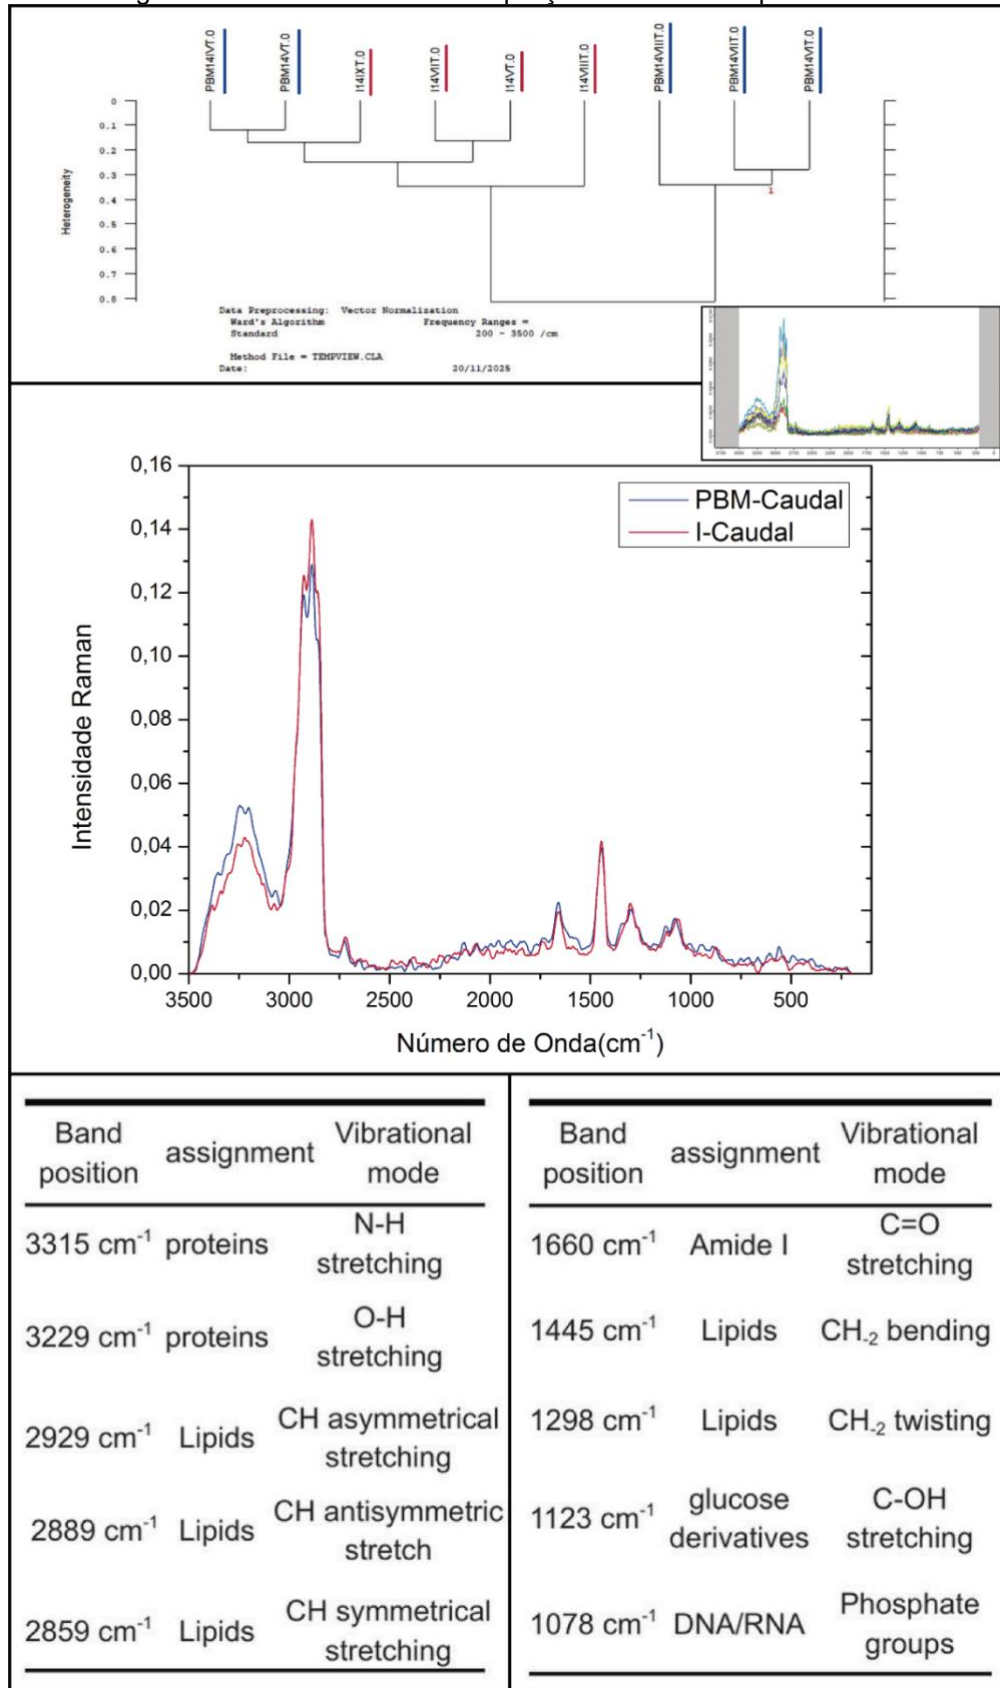 PBM14IVT.0
PBM14VT.0
I14IXT.0
I14VIIT.0
I14VT.0
I14VIIIT.0
PBM14VIIIT.0
PBM14VIIT.0
PBM14VIT.0
Heterogeneity
0
0.1
0.2
0.3
0.4
0.5
0.6
0.7
0.8
1
Data Preprocessing: Vector Normalization
Ward's Algorithm Frequency Ranges =
Standard 200 - 3500 /cm
Method File = TEMPVIEW.CLA
Date: 20/11/2025
PBM-Caudal
I-Caudal
Intensidade Raman
0,16
0,14
0,12
0,10
0,08
0,06
0,04
0,02
0,00
3500 3000 2500 2000 1500 1000 500
Número de Onda(cm-1)
Band position assignment Vibrational mode
3315 cm-1 proteins N-H stretching
3229 cm-1 proteins O-H stretching
2929 cm-1 Lipids CH asymmetrical stretching
2889 cm-1 Lipids CH antisymmetric stretch
2859 cm-1 Lipids CH symmetrical stretching
Band position assignment Vibrational mode
1660 cm-1 Amide I C=O stretching
1445 cm-1 Lipids CH-2 bending
1298 cm-1 Lipids CH-2 twisting
1123 cm-1 glucose derivatives C-OH stretching
1078 cm-1 DNA/RNA Phosphate groups